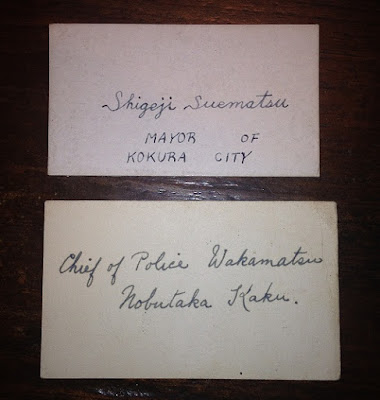 Shigeji Suematsu
MAYOR OF
KOKURA CITY
Chief of Police Wakamatsu
Nobutaka Kaku.